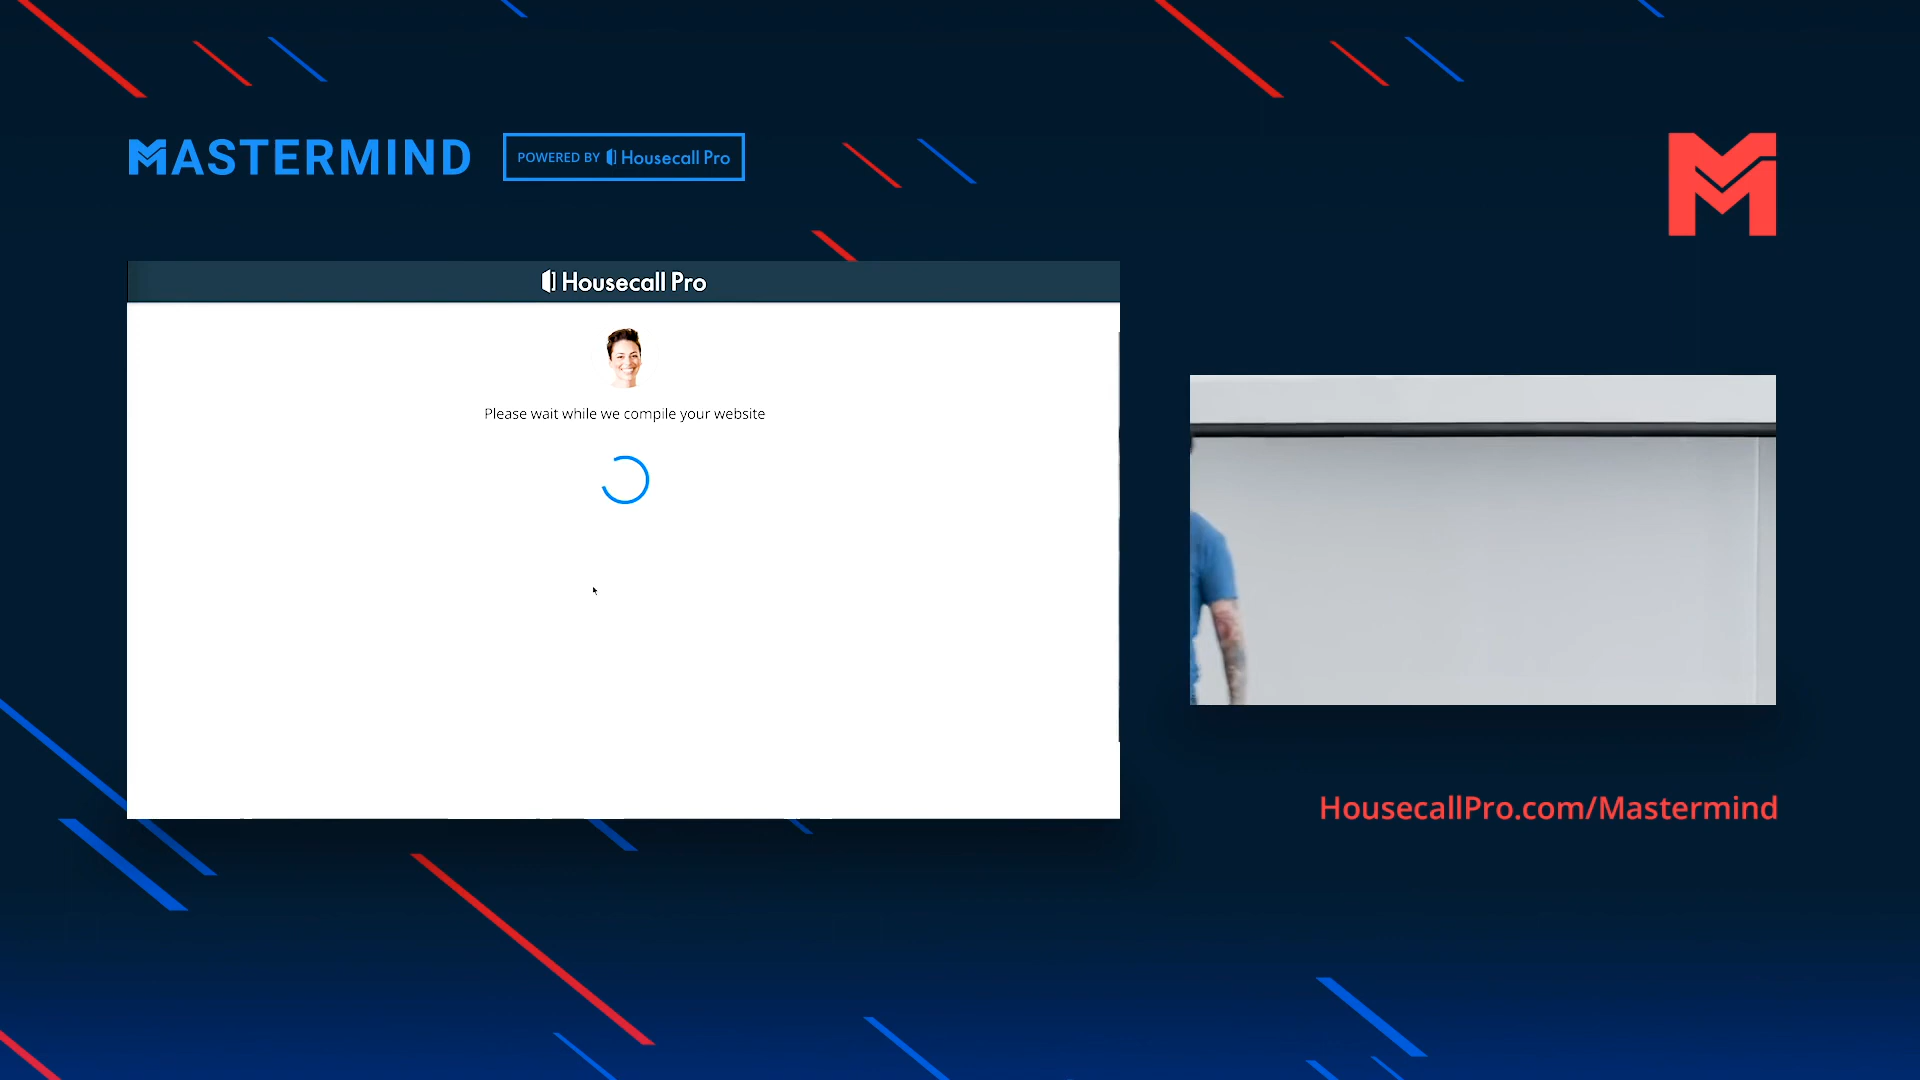 MASTERMIND
POWERED BY Housecall Pro
Housecall Pro
Please wait while we compile your website
HousecallPro.com/Mastermind